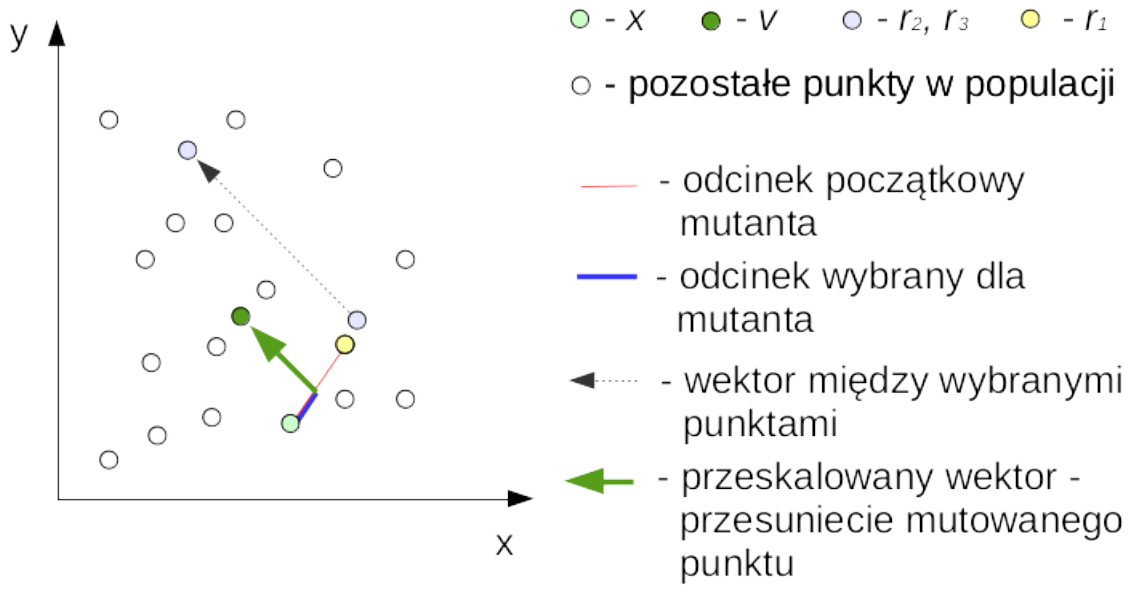 y
x
- x - v - r₂, r₃ - r₁
- pozostałe punkty w populacji
- odcinek początkowy
mutanta
- odcinek wybrany dla
mutanta
- wektor między wybranymi
punktami
- przeskalowany wektor -
przesuniecie mutowanego
punktu